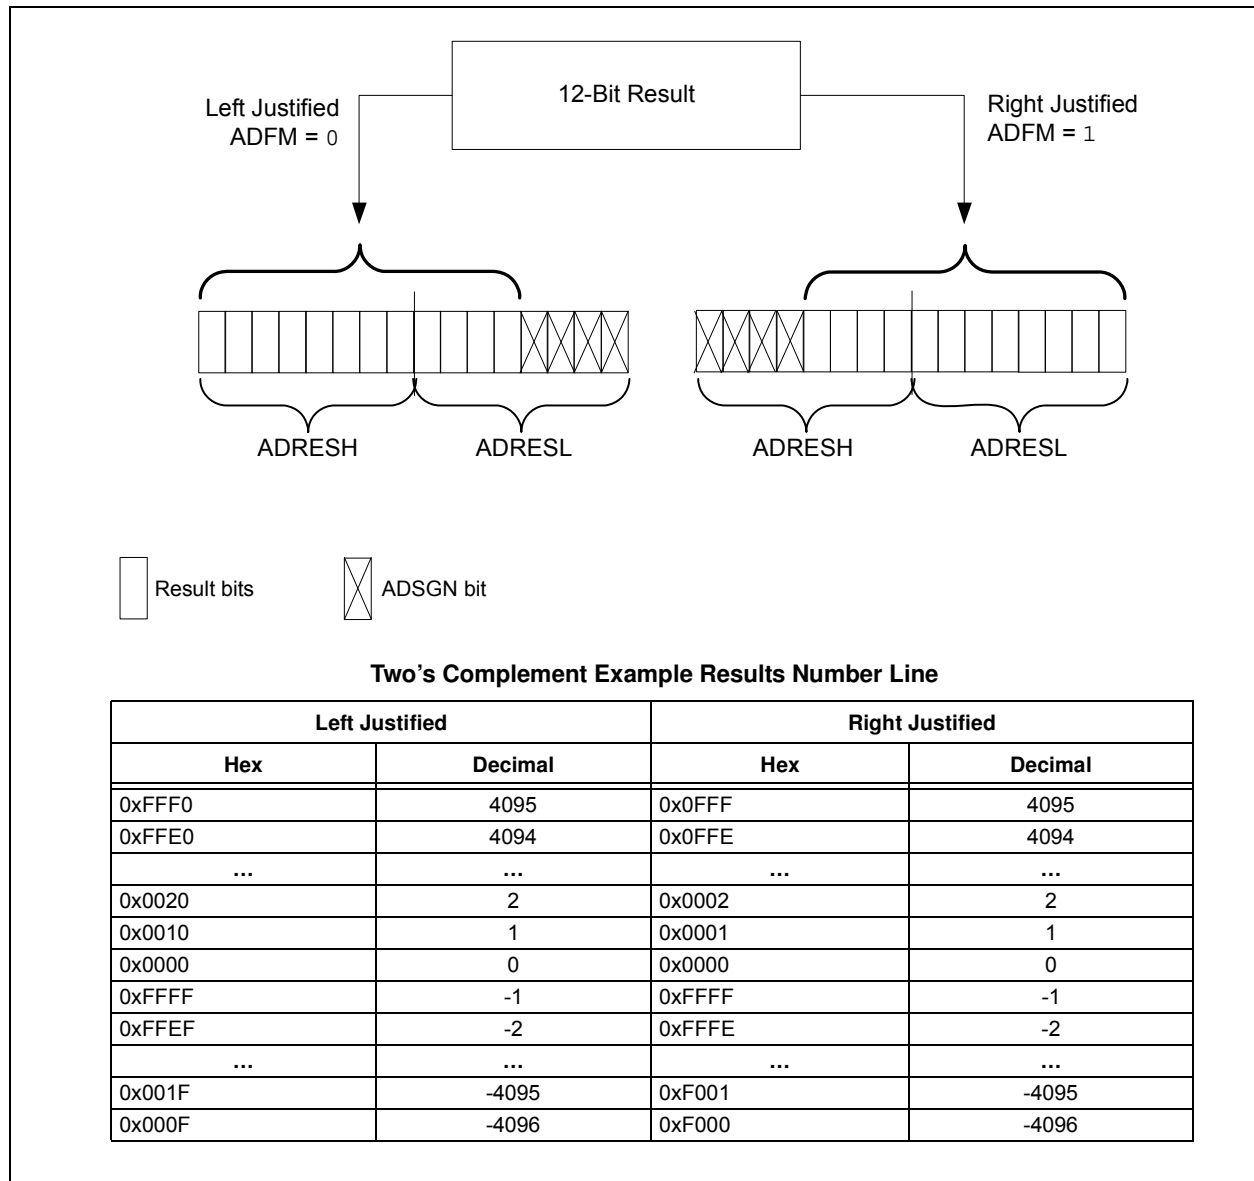 12-Bit Result
Left Justified
ADFM = 0
Right Justified
ADFM = 1
ADRESH ADRESL ADRESH ADRESL
Result bits ADSGN bit
Two's Complement Example Results Number Line
Left Justified Right Justified
Hex Decimal Hex Decimal
0xFFF0 4095 0x0FFF 4095
0xFFE0 4094 0x0FFE 4094
... ... ... ...
0x0020 2 0x0002 2
0x0010 1 0x0001 1
0x0000 0 0x0000 0
0xFFFF -1 0xFFFF -1
0xFFEF -2 0xFFFE -2
... ... ... ...
0x001F -4095 0xF001 -4095
0x000F -4096 0xF000 -4096